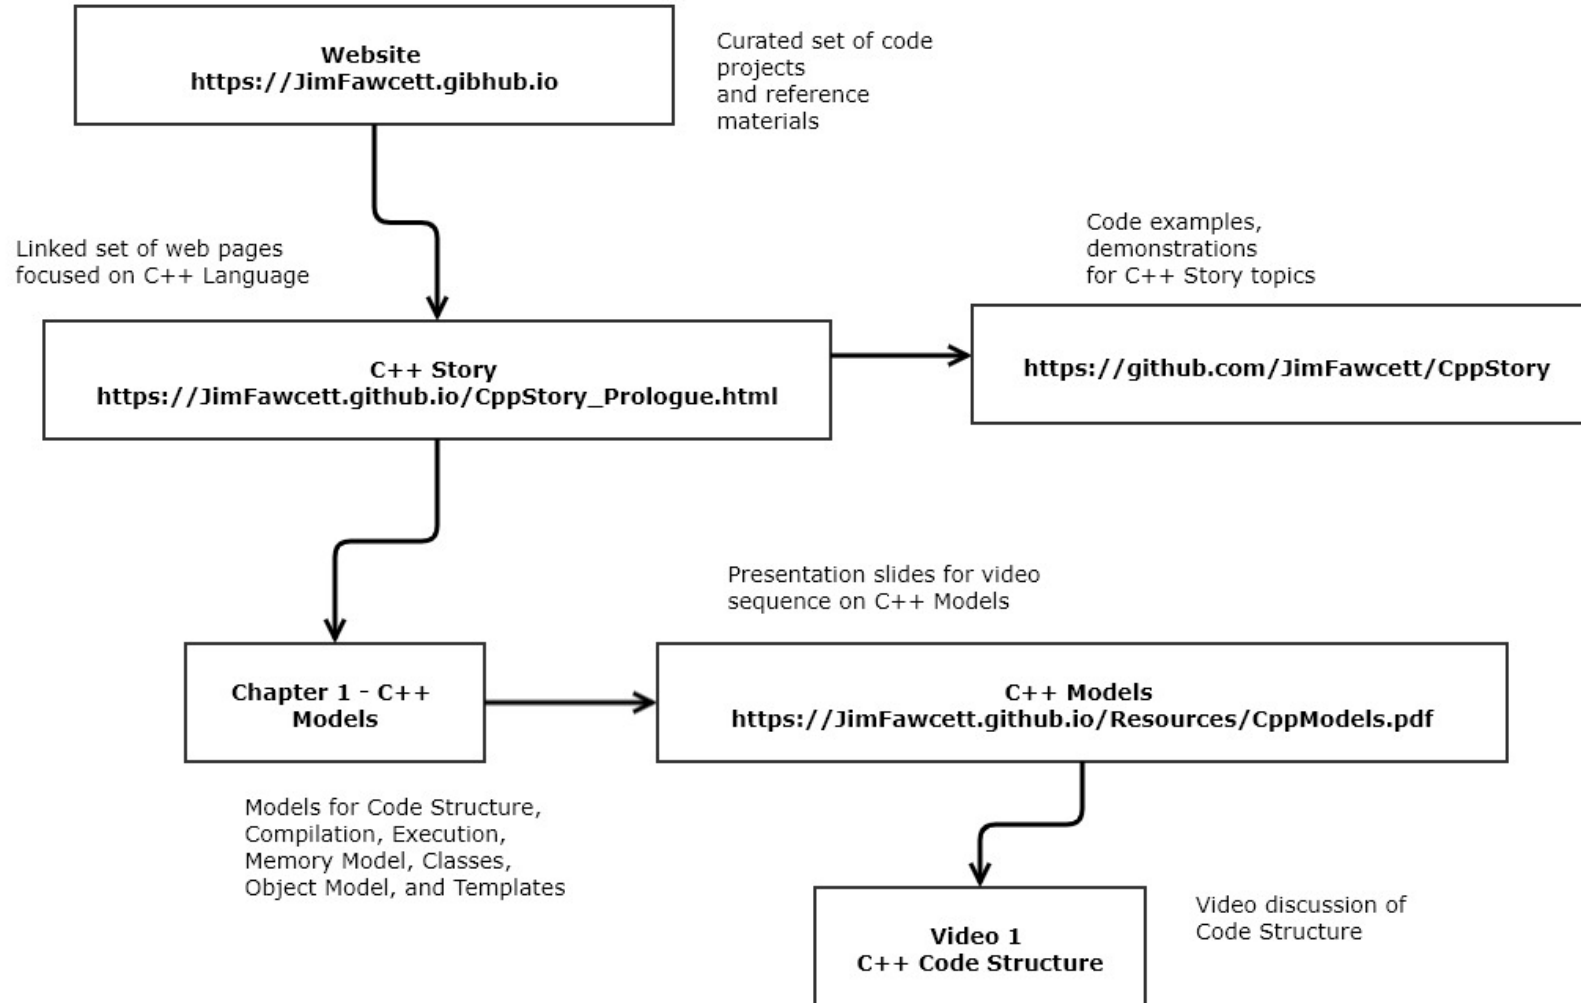 Website
https://JimFawcett.gibhub.io
Curated set of code
projects
and reference
materials
Linked set of web pages
focused on C++ Language
Code examples,
demonstrations
for C++ Story topics
C++ Story
https://JimFawcett.github.io/CppStory_Prologue.html
https://github.com/JimFawcett/CppStory
Presentation slides for video
sequence on C++ Models
Chapter 1 - C++
Models
C++ Models
https://JimFawcett.github.io/Resources/CppModels.pdf
Models for Code Structure,
Compilation, Execution,
Memory Model, Classes,
Object Model, and Templates
Video 1
C++ Code Structure
Video discussion of
Code Structure